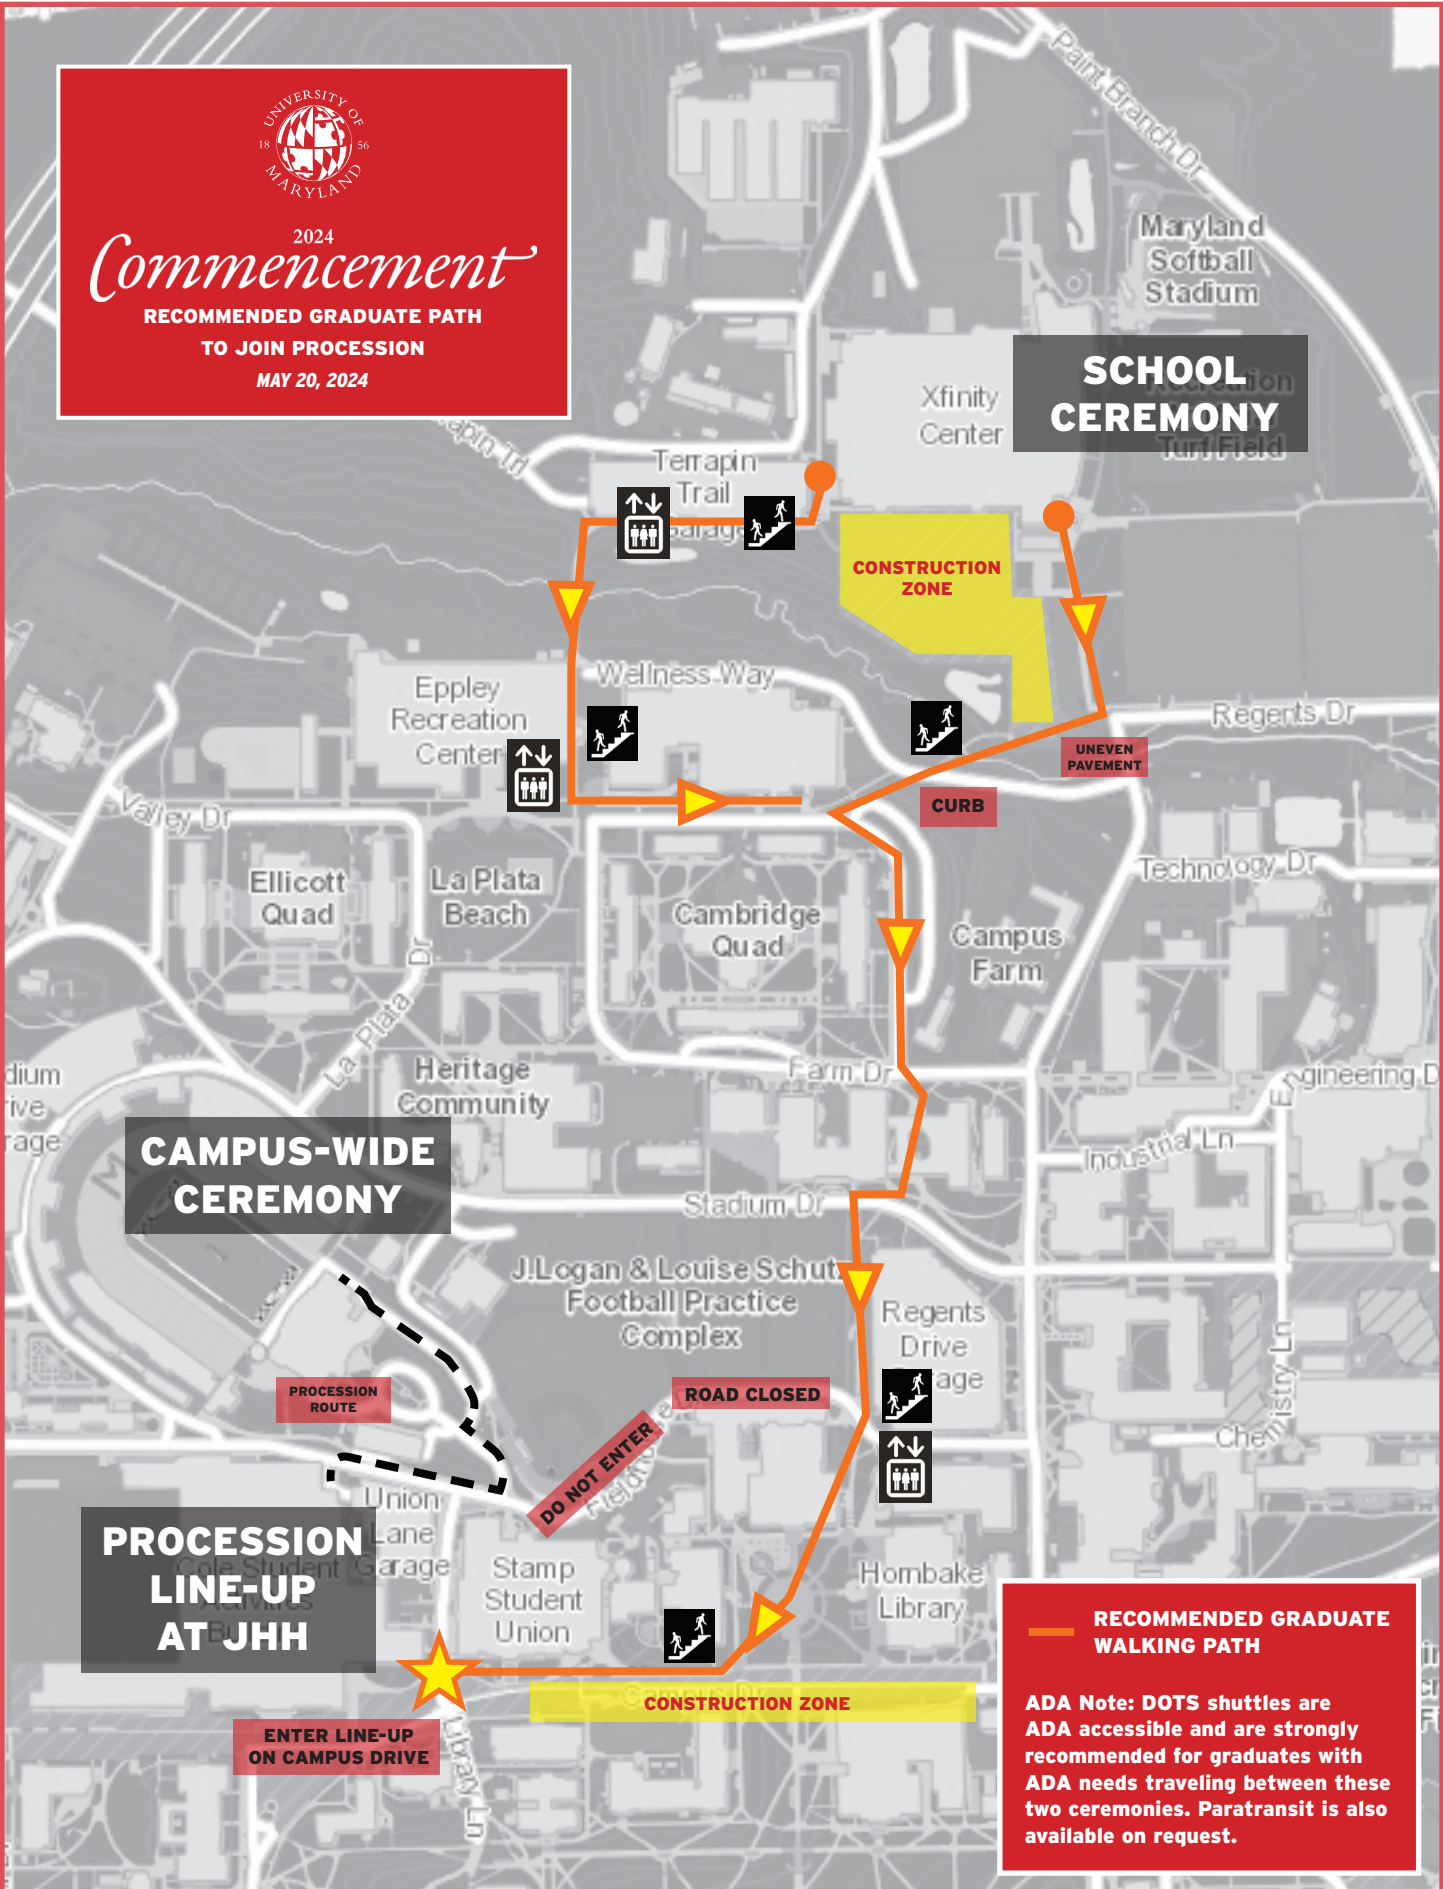 UNIVERSITY OF
18 56
MARYLAND
2024
Commencement
RECOMMENDED GRADUATE PATH
TO JOIN PROCESSION
MAY 20, 2024
Paint Branch Dr
Maryland
Softball
Stadium
SCHOOL
CEREMONY
Turf Field
Xfinity
Center
Terrapin
Trail
CONSTRUCTION
ZONE
Wellness Way
Eppley
Recreation
Center
Regents Dr
UNEVEN
PAVEMENT
CURB
Valley Dr
Technology Dr
Ellicott
Quad
La Plata
Beach
Cambridge
Quad
Campus
Farm
La Plata Dr
Heritage
Community
Farm Dr
Engineering D
Industrial Ln
CAMPUS-WIDE
CEREMONY
Stadium Dr
J.Logan & Louise Schutz
Football Practice
Complex
Regents
Drive
age
PROCESSION
ROUTE
ROAD CLOSED
DO NOT ENTER
Chemistry Ln
Union
Lane
Garage
PROCESSION
LINE-UP
AT JHH
Cole Student
Stamp
Student
Union
Hornbake
Library
CONSTRUCTION ZONE
Campus Dr
ENTER LINE-UP
ON CAMPUS DRIVE
Library Ln
RECOMMENDED GRADUATE
WALKING PATH
ADA Note: DOTS shuttles are
ADA accessible and are strongly
recommended for graduates with
ADA needs traveling between these
two ceremonies. Paratransit is also
available on request.